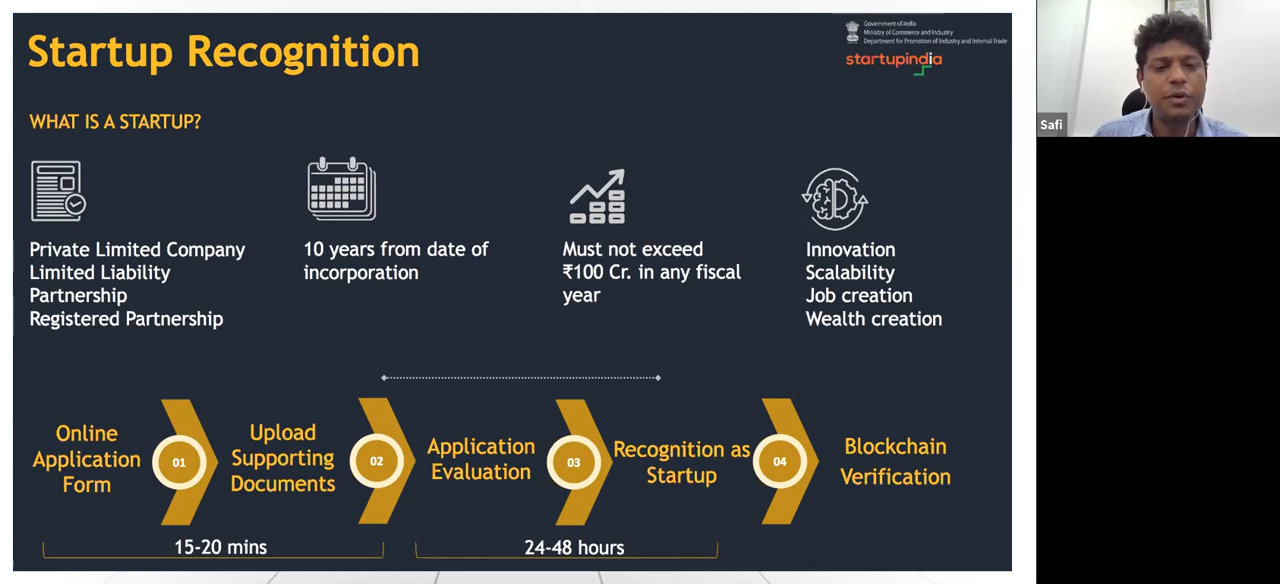 Startup Recognition
Government of India
Ministry of Commerce and Industry
Department for Promotion of Industry and Internal Trade
startupindia
WHAT IS A STARTUP?
Private Limited Company
Limited Liability
Partnership
Registered Partnership
10 years from date of
incorporation
Must not exceed
₹100 Cr. in any fiscal
year
Innovation
Scalability
Job creation
Wealth creation
Online
Application
Form
01
Upload
Supporting
Documents
02
Application
Evaluation
03
Recognition as
Startup
04
Blockchain
Verification
15-20 mins
24-48 hours
Safi